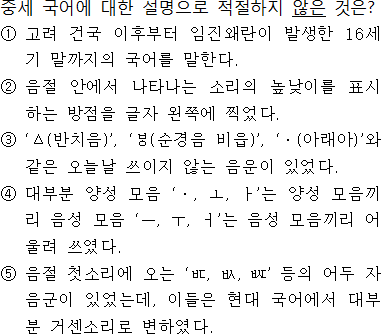 중세 국어에 대한 설명으로 적절하지 않은 것은?
① 고려 건국 이후부터 임진왜란이 발생한 16세
기 말까지의 국어를 말한다.
② 음절 안에서 나타나는 소리의 높낮이를 표시
하는 방점을 글자 왼쪽에 찍었다.
③ ‘ㅿ(반치음)’, ‘ㅸ(순경음 비읍)’, ‘ㆍ(아래아)’와
같은 오늘날 쓰이지 않는 음운이 있었다.
④ 대부분 양성 모음 ‘ㆍ, ㅗ, ㅏ’는 양성 모음끼
리 음성 모음 ‘ㅡ, ㅜ, ㅓ’는 음성 모음끼리 어
울려 쓰였다.
⑤ 음절 첫소리에 오는 ‘ㅳ, ㅄ, ㅴ’ 등의 어두 자
음군이 있었는데, 이들은 현대 국어에서 대부
분 거센소리로 변하였다.